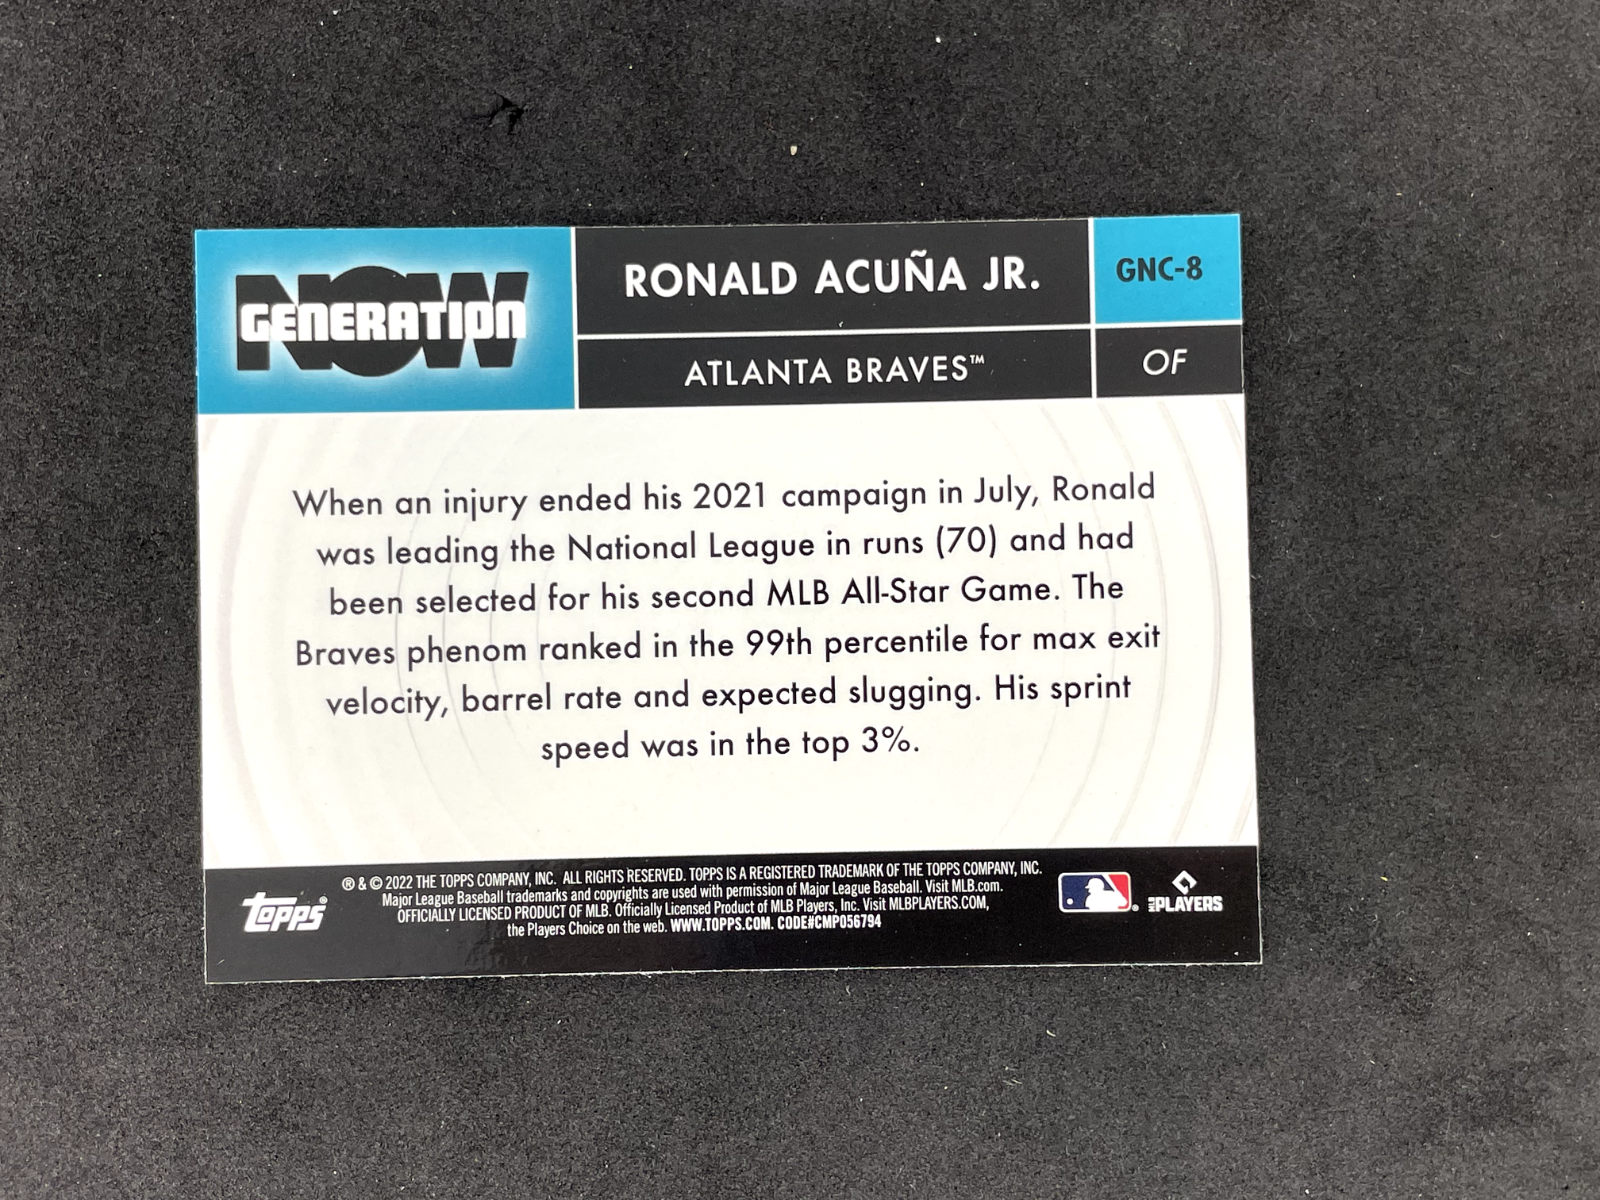 NOW
GENERATION
RONALD ACUÑA JR.
GNC-8
ATLANTA BRAVES™
OF
When an injury ended his 2021 campaign in July, Ronald
was leading the National League in runs (70) and had
been selected for his second MLB All-Star Game. The
Braves phenom ranked in the 99th percentile for max exit
velocity, barrel rate and expected slugging. His sprint
speed was in the top 3%.
topps®
® & © 2022 THE TOPPS COMPANY, INC. ALL RIGHTS RESERVED. TOPPS IS A REGISTERED TRADEMARK OF THE TOPPS COMPANY, INC.
Major League Baseball trademarks and copyrights are used with permission of Major League Baseball. Visit MLB.com.
OFFICIALLY LICENSED PRODUCT OF MLB. Officially Licensed Product of MLB Players, Inc. Visit MLBPLAYERS.COM,
the Players Choice on the web. WWW.TOPPS.COM. CODE#CMP056794
MLB PLAYERS